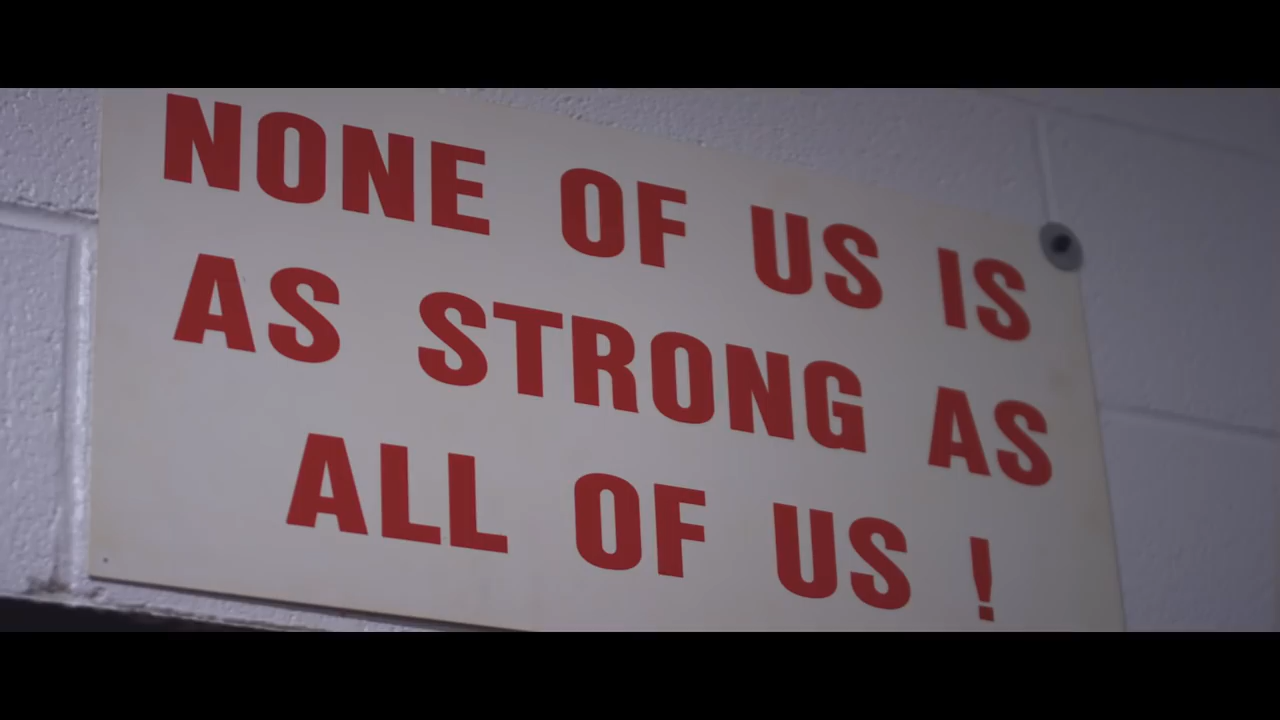 NONE OF US IS
AS STRONG AS
ALL OF US !